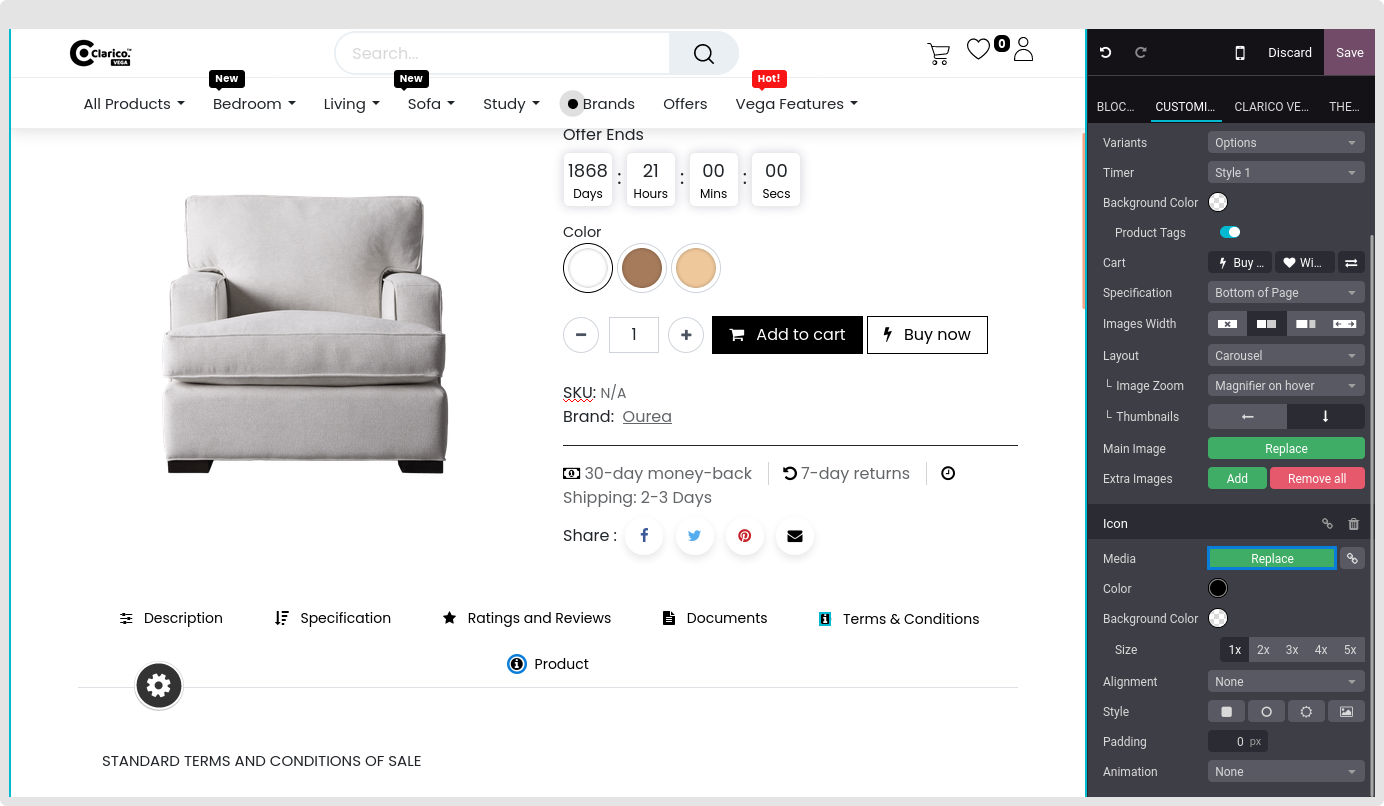 Clarico.™
VEGA
Search...
0
Discard
Save
New
New
Hot!
All Products
Bedroom
Living
Sofa
Study
Brands
Offers
Vega Features
BLOC...
CUSTOMI...
CLARICO VE...
THE...
Offer Ends
1868 : 21 : 00 : 00
Days Hours Mins Secs
Color
1
Add to cart
Buy now
SKU: N/A
Brand: Ourea
30-day money-back
7-day returns
Shipping: 2-3 Days
Share :
Description
Specification
Ratings and Reviews
Documents
Terms & Conditions
Product
STANDARD TERMS AND CONDITIONS OF SALE
Variants Options
Timer Style 1
Background Color
Product Tags
Cart Buy ... Wi...
Specification Bottom of Page
Images Width
Layout Carousel
└ Image Zoom Magnifier on hover
└ Thumbnails
Main Image Replace
Extra Images Add Remove all
Icon
Media Replace
Color
Background Color
Size 1x 2x 3x 4x 5x
Alignment None
Style
Padding 0 px
Animation None